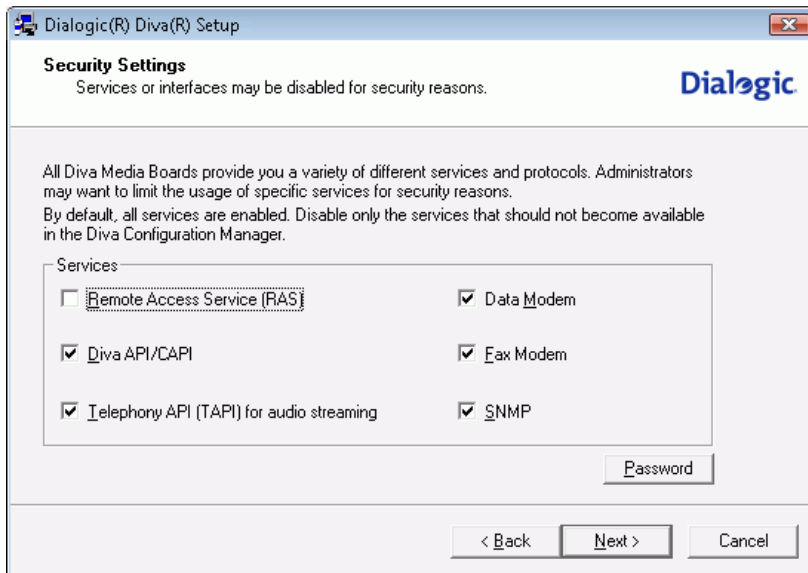 Dialogic(R) Diva(R) Setup
Security Settings
Services or interfaces may be disabled for security reasons.
Dialogic.
All Diva Media Boards provide you a variety of different services and protocols. Administrators
may want to limit the usage of specific services for security reasons.
By default, all services are enabled. Disable only the services that should not become available
in the Diva Configuration Manager.
Services
Remote Access Service (RAS)
Data Modem
Diva API/CAPI
Fax Modem
Telephony API (TAPI) for audio streaming
SNMP
Password
< Back
Next >
Cancel